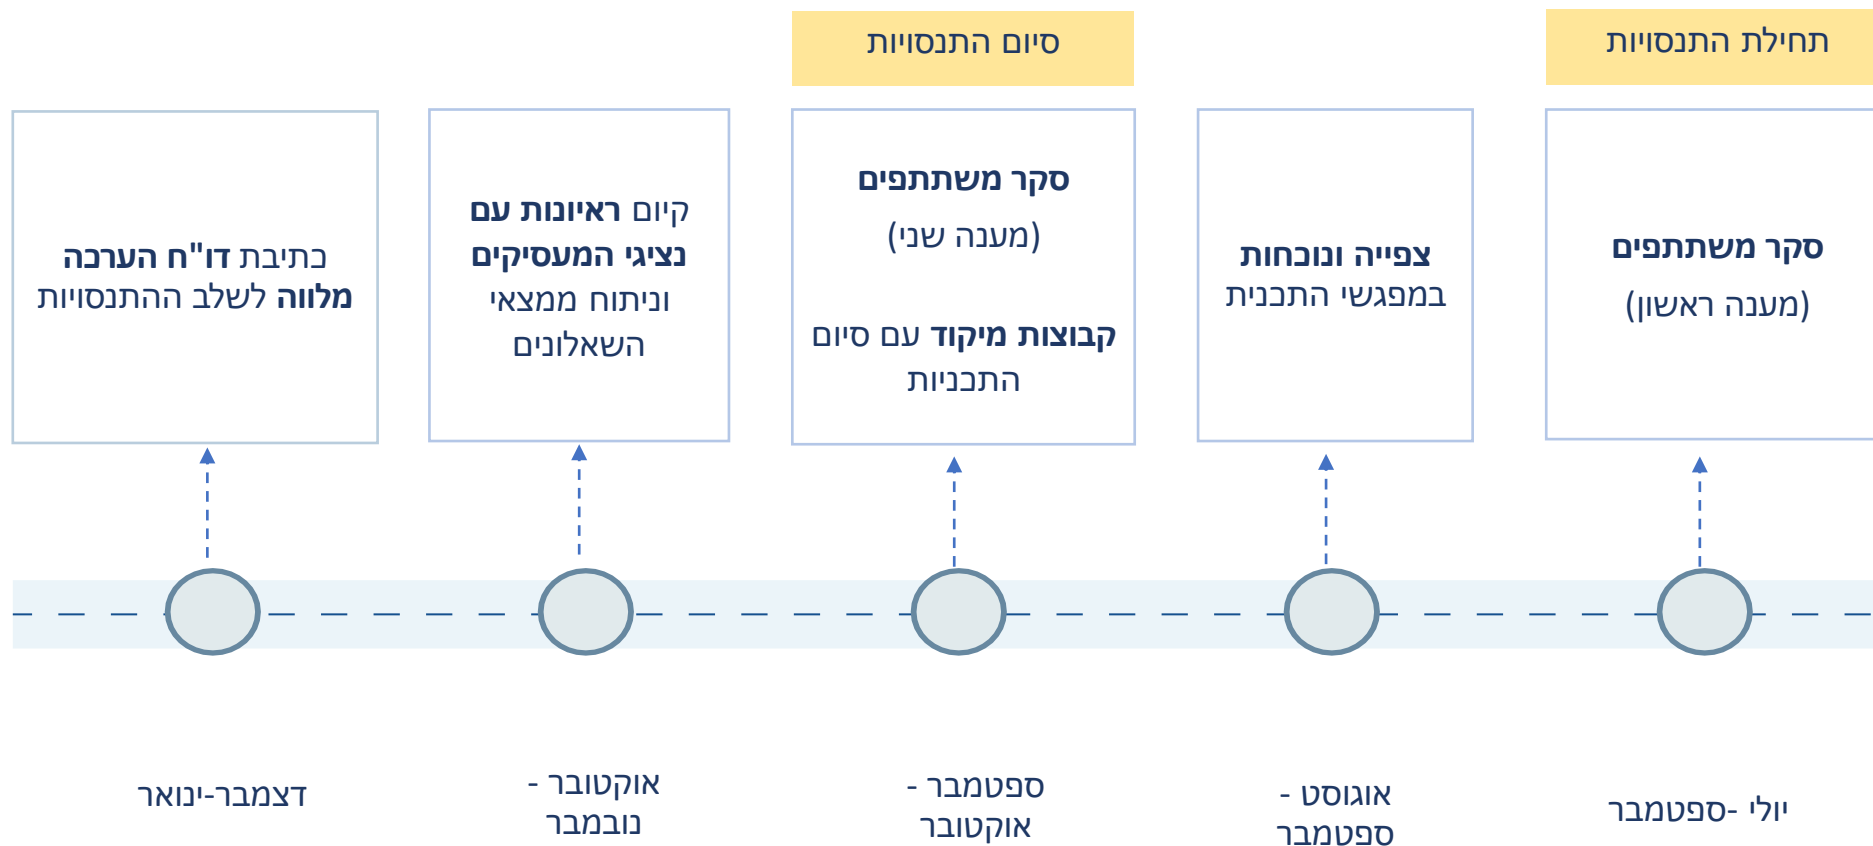 תחילת התנסויות
סיום התנסויות
סקר משתתפים
(מענה ראשון)
צפייה ונוכחות
במפגשי התכנית
סקר משתתפים
(מענה שני)
קבוצות מיקוד עם סיום
התכניות
קיום ראיונות עם
נציגי המעסיקים
וניתוח ממצאי
השאלונים
כתיבת דו"ח הערכה
מלווה לשלב ההתנסויות
יולי -ספטמבר
אוגוסט -
ספטמבר
ספטמבר -
אוקטובר
אוקטובר -
נובמבר
דצמבר-ינואר